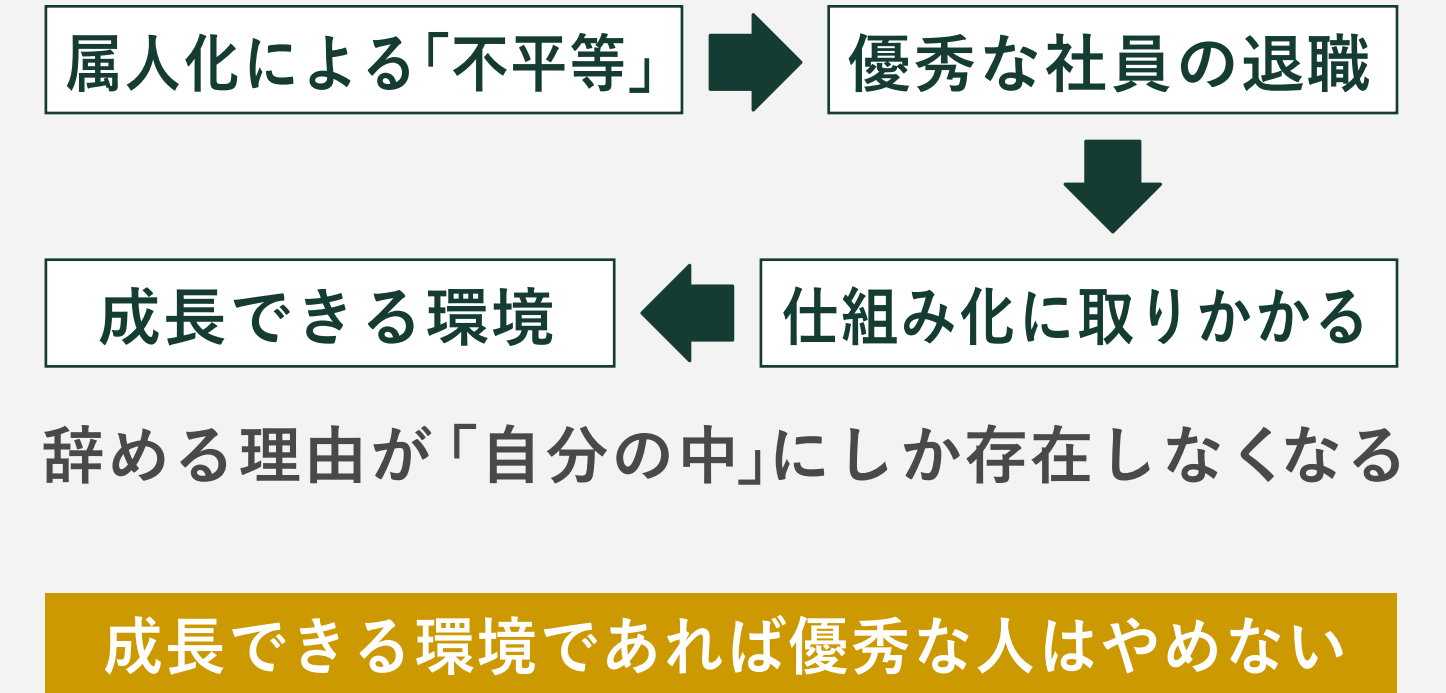 属人化による「不平等」
優秀な社員の退職
仕組み化に取りかかる
成長できる環境
辞める理由が「自分の中」にしか存在しなくなる
成長できる環境であれば優秀な人はやめない